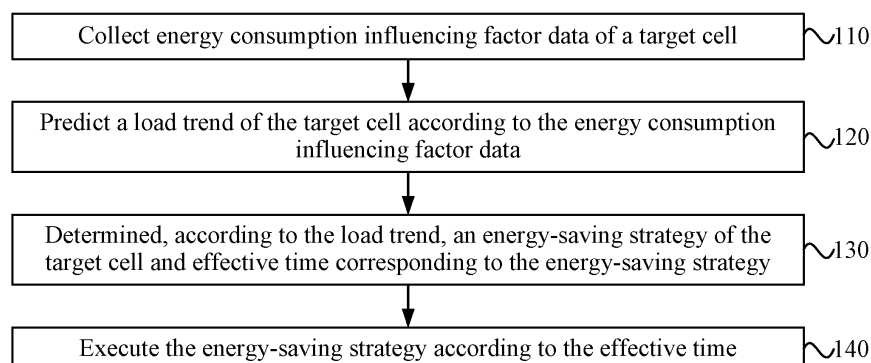 Collect energy consumption influencing factor data of a target cell
110
Predict a load trend of the target cell according to the energy consumption
influencing factor data
120
Determined, according to the load trend, an energy-saving strategy of the
target cell and effective time corresponding to the energy-saving strategy
130
Execute the energy-saving strategy according to the effective time
140